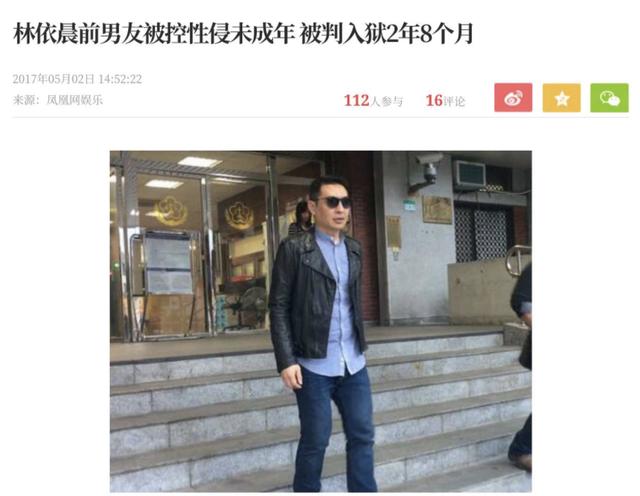 林依晨前男友被控性侵未成年 被判入狱2年8个月
2017年05月02日 14:52:22
来源：凤凰网娱乐
112人参与 16评论